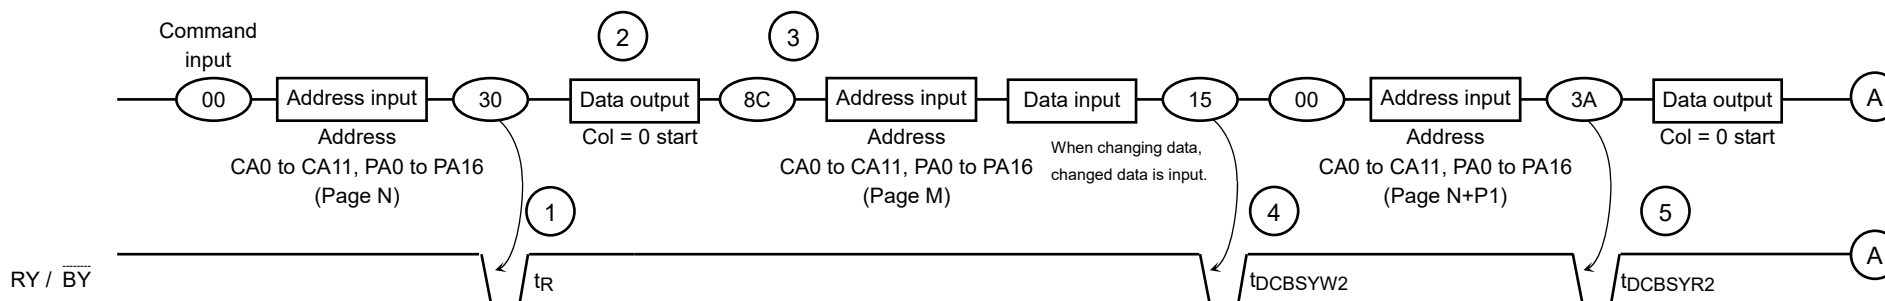 Command
input
2
3
00
Address input
30
Data output
8C
Address input
Data input
15
00
Address input
3A
Data output
A
Address
CA0 to CA11, PA0 to PA16
(Page N)
Col = 0 start
Address
CA0 to CA11, PA0 to PA16
(Page M)
When changing data,
changed data is input.
Address
CA0 to CA11, PA0 to PA16
(Page N+P1)
Col = 0 start
1
4
5
RY / BY
tR
tDCBSYW2
tDCBSYR2
A